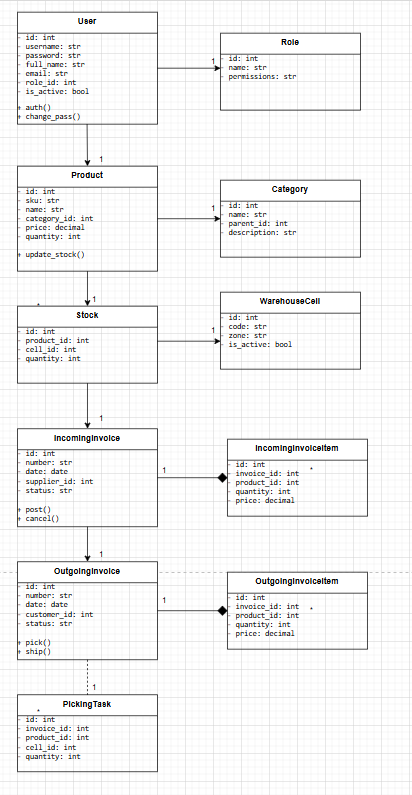 User
- id: int
- username: str
- password: str
- full_name: str
- email: str
- role_id: int
- is_active: bool
+ auth()
+ change_pass()
1
Role
- id: int
- name: str
- permissions: str
1
Product
- id: int
- sku: str
- name: str
- category_id: int
- price: decimal
- quantity: int
+ update_stock()
1
Category
- id: int
- name: str
- parent_id: int
- description: str
1
*
Stock
- id: int
- product_id: int
- cell_id: int
- quantity: int
1
WarehouseCell
- id: int
- code: str
- zone: str
- is_active: bool
1
IncomingInvoice
- id: int
- number: str
- date: date
- supplier_id: int
- status: str
+ post()
+ cancel()
1
IncomingInvoiceItem
- id: int
- invoice_id: int *
- product_id: int
- quantity: int
- price: decimal
1
OutgoingInvoice
- id: int
- number: str
- date: date
- customer_id: int
- status: str
+ pick()
+ ship()
1
OutgoingInvoiceItem
- id: int
- invoice_id: int *
- product_id: int
- quantity: int
- price: decimal
1
PickingTask
*
- id: int
- invoice_id: int
- product_id: int
- cell_id: int
- quantity: int